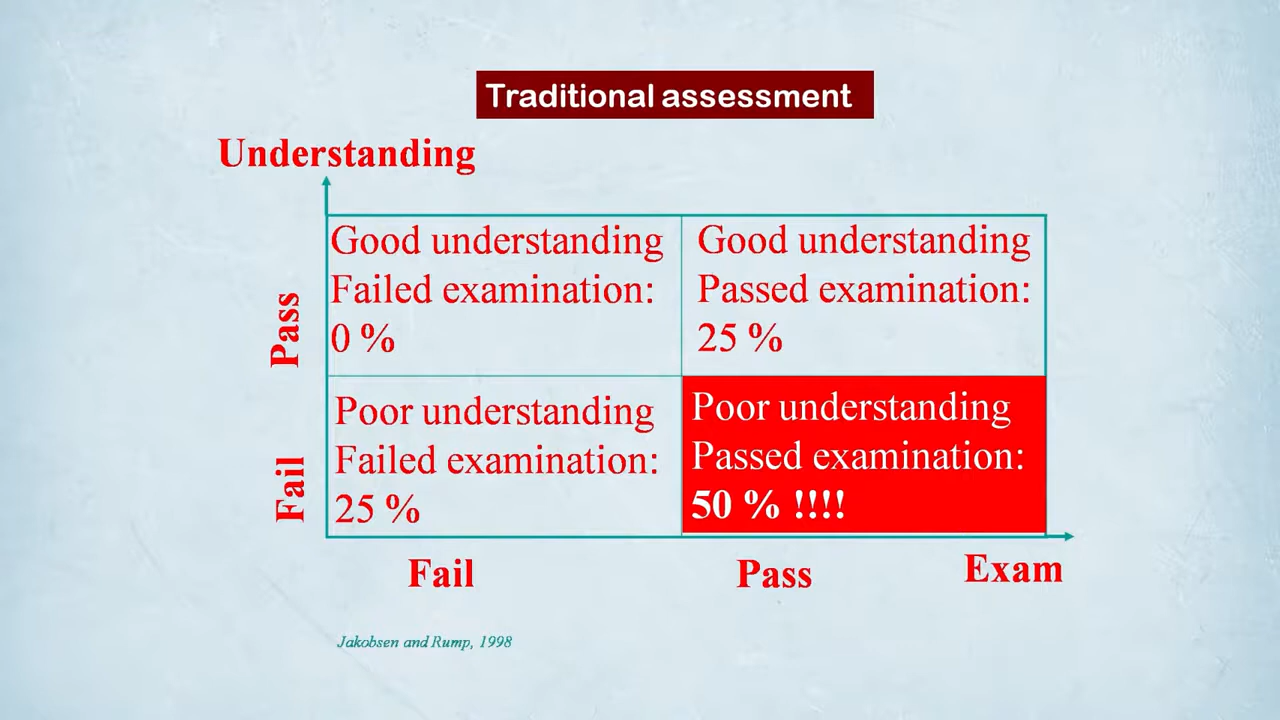 Traditional assessment
Understanding
Pass
Good understanding
Failed examination:
0 %
Good understanding
Passed examination:
25 %
Fail
Poor understanding
Failed examination:
25 %
Poor understanding
Passed examination:
50 % !!!!
Fail
Pass
Exam
Jakobsen and Rump, 1998